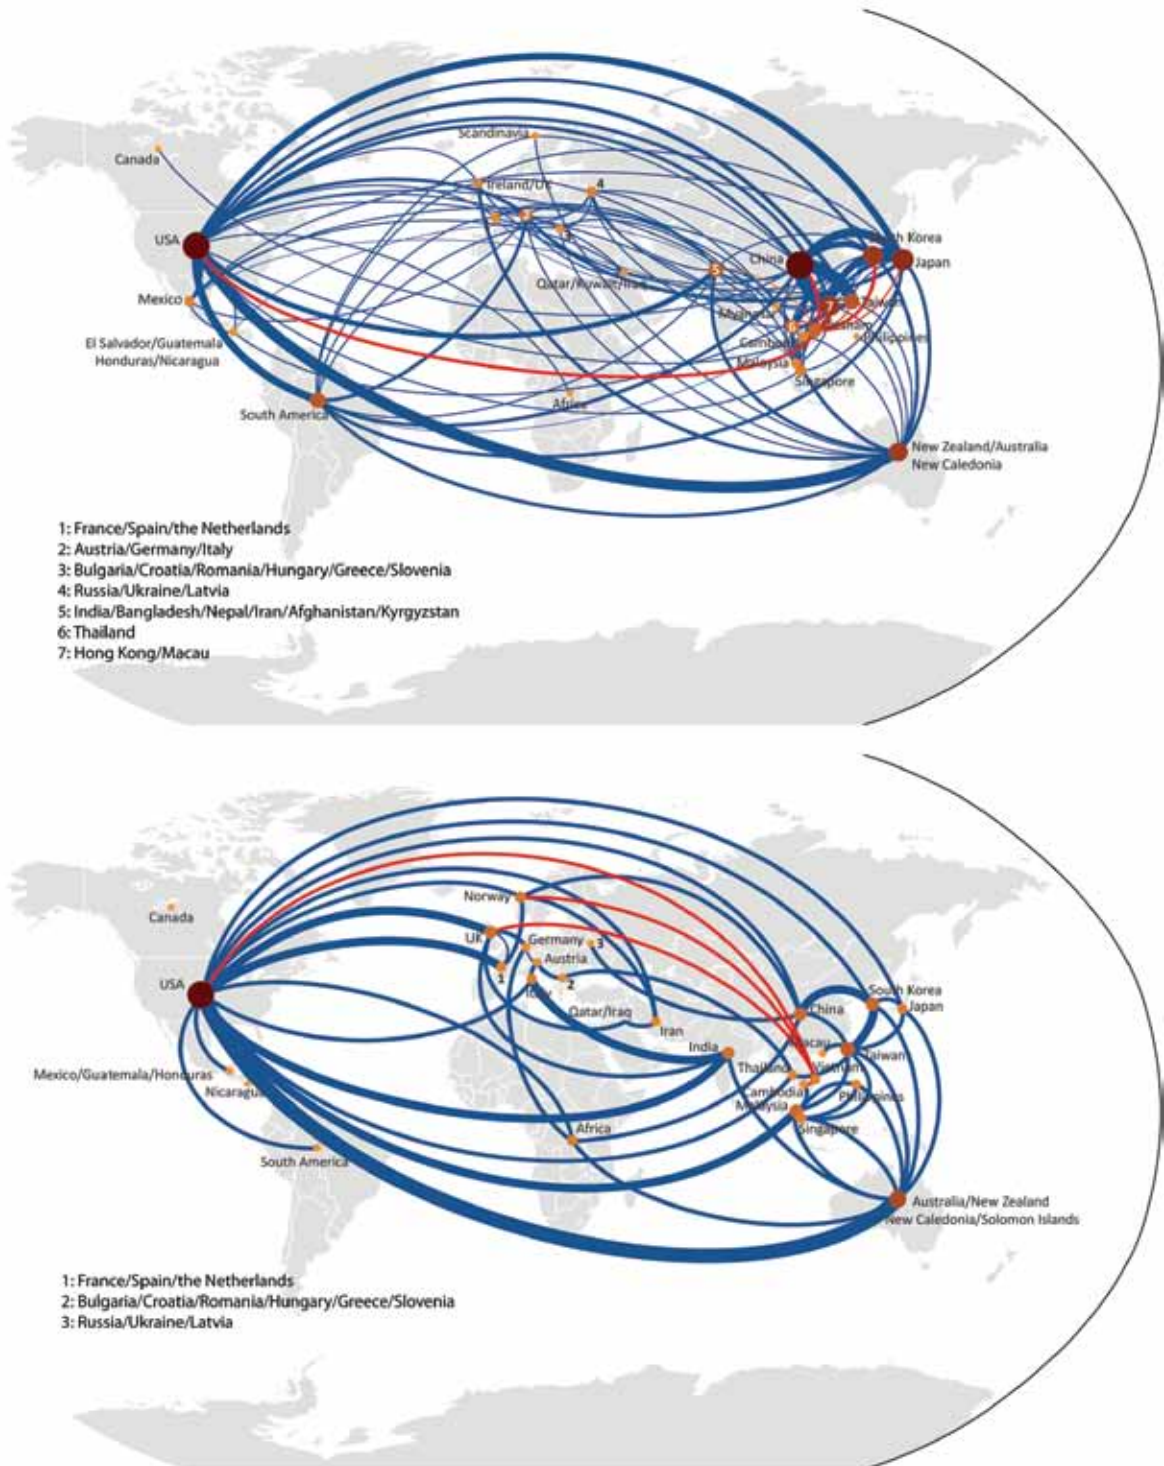 Scandinavia
Canada
Ireland/UK
4
USA
3
China
South Korea
Japan
5
Qatar/Kuwait/Iraq
Mexico
Myanmar
7
Taiwan
6
El Salvador/Guatemala
Honduras/Nicaragua
Philippines
Malaysia
Singapore
South America
Africa
New Zealand/Australia
New Caledonia
1: France/Spain/the Netherlands
2: Austria/Germany/Italy
3: Bulgaria/Croatia/Romania/Hungary/Greece/Slovenia
4: Russia/Ukraine/Latvia
5: India/Bangladesh/Nepal/Iran/Afghanistan/Kyrgyzstan
6: Thailand
7: Hong Kong/Macau
Norway
Canada
UK
Germany
3
Austria
1
2
Italy
USA
South Korea
Japan
China
Qatar/Iraq
Iran
India
Macau
Taiwan
Thailand
Vietnam
Mexico/Guatemala/Honduras
Nicaragua
Cambodia
Philippines
Malaysia
Singapore
Africa
South America
Australia/New Zealand
New Caledonia/Solomon Islands
1: France/Spain/the Netherlands
2: Bulgaria/Croatia/Romania/Hungary/Greece/Slovenia
3: Russia/Ukraine/Latvia